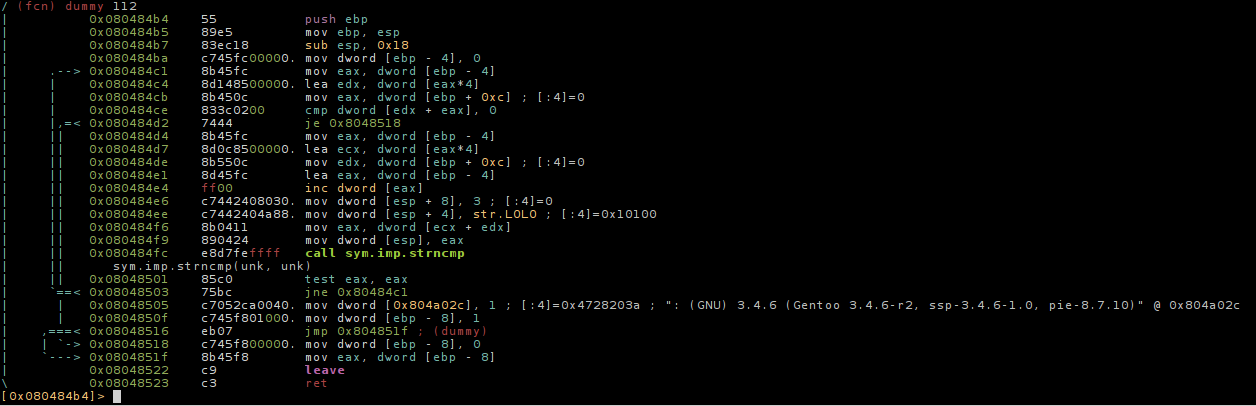 / (fcn) dummy 112
| 0x080484b4 55 push ebp
| 0x080484b5 89e5 mov ebp, esp
| 0x080484b7 83ec18 sub esp, 0x18
| 0x080484ba c745fc00000. mov dword [ebp - 4], 0
| .--> 0x080484c1 8b45fc mov eax, dword [ebp - 4]
| | 0x080484c4 8d148500000. lea edx, dword [eax*4]
| | 0x080484cb 8b450c mov eax, dword [ebp + 0xc] ; [:4]=0
| | 0x080484ce 833c0200 cmp dword [edx + eax], 0
| |,=< 0x080484d2 7444 je 0x8048518
| || 0x080484d4 8b45fc mov eax, dword [ebp - 4]
| || 0x080484d7 8d0c8500000. lea ecx, dword [eax*4]
| || 0x080484de 8b550c mov edx, dword [ebp + 0xc] ; [:4]=0
| || 0x080484e1 8d45fc lea eax, dword [ebp - 4]
| || 0x080484e4 ff00 inc dword [eax]
| || 0x080484e6 c7442408030. mov dword [esp + 8], 3 ; [:4]=0
| || 0x080484ee c7442404a88. mov dword [esp + 4], str.LOLO ; [:4]=0x10100
| || 0x080484f6 8b0411 mov eax, dword [ecx + edx]
| || 0x080484f9 890424 mov dword [esp], eax
| || 0x080484fc e8d7feffff call sym.imp.strncmp
| || sym.imp.strncmp(unk, unk)
| || 0x08048501 85c0 test eax, eax
| `==< 0x08048503 75bc jne 0x80484c1
| | 0x08048505 c7052ca0040. mov dword [0x804a02c], 1 ; [:4]=0x4728203a ; ": (GNU) 3.4.6 (Gentoo 3.4.6-r2, ssp-3.4.6-1.0, pie-8.7.10)" @ 0x804a02c
| | 0x0804850f c745f801000. mov dword [ebp - 8], 1
| ,===< 0x08048516 eb07 jmp 0x804851f ; (dummy)
| | `-> 0x08048518 c745f800000. mov dword [ebp - 8], 0
| `---> 0x0804851f 8b45f8 mov eax, dword [ebp - 8]
| 0x08048522 c9 leave
\ 0x08048523 c3 ret
[0x080484b4]>